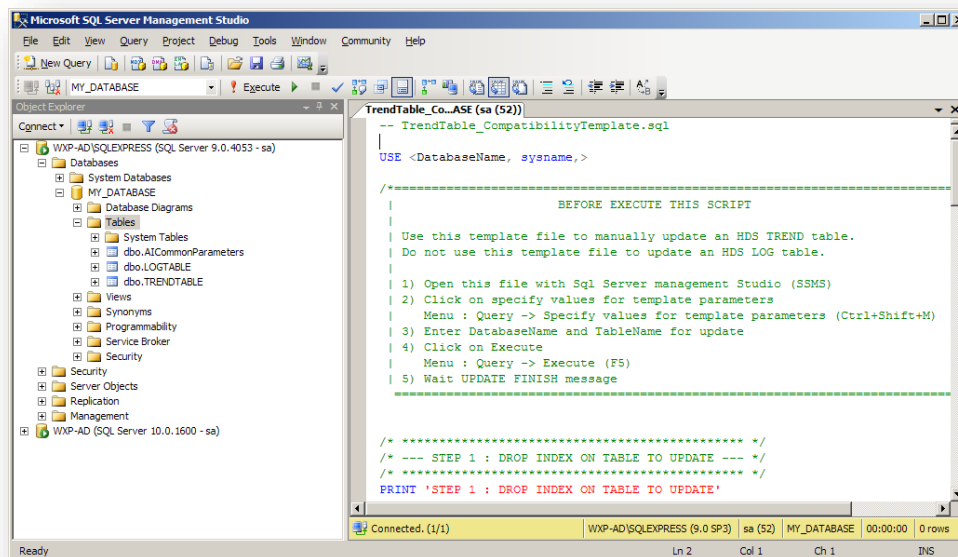 Microsoft SQL Server Management Studio
File Edit View Query Project Debug Tools Window Community Help
New Query
MY_DATABASE Execute
Object Explorer
Connect
WXP-AD\SQLEXPRESS (SQL Server 9.0.4053 - sa)
Databases
System Databases
MY_DATABASE
Database Diagrams
Tables
System Tables
dbo.AICommonParameters
dbo.LOGTABLE
dbo.TRENDTABLE
Views
Synonyms
Programmability
Service Broker
Security
Security
Server Objects
Replication
Management
WXP-AD (SQL Server 10.0.1600 - sa)
TrendTable_Co...ASE (sa (52))
-- TrendTable_CompatibilityTemplate.sql
USE <DatabaseName, sysname,>
/*==========================================================================
| BEFORE EXECUTE THIS SCRIPT
|
| Use this template file to manually update an HDS TREND table.
| Do not use this template file to update an HDS LOG table.
|
| 1) Open this file with Sql Server management Studio (SSMS)
| 2) Click on specify values for template parameters
| Menu : Query -> Specify values for template parameters (Ctrl+Shift+M)
| 3) Enter DatabaseName and TableName for update
| 4) Click on Execute
| Menu : Query -> Execute (F5)
| 5) Wait UPDATE FINISH message
==========================================================================
/* ********************************************** */
/* --- STEP 1 : DROP INDEX ON TABLE TO UPDATE --- */
/* ********************************************** */
PRINT 'STEP 1 : DROP INDEX ON TABLE TO UPDATE'
Connected. (1/1) WXP-AD\SQLEXPRESS (9.0 SP3) sa (52) MY_DATABASE 00:00:00 0 rows
Ready Ln 2 Col 1 Ch 1 INS